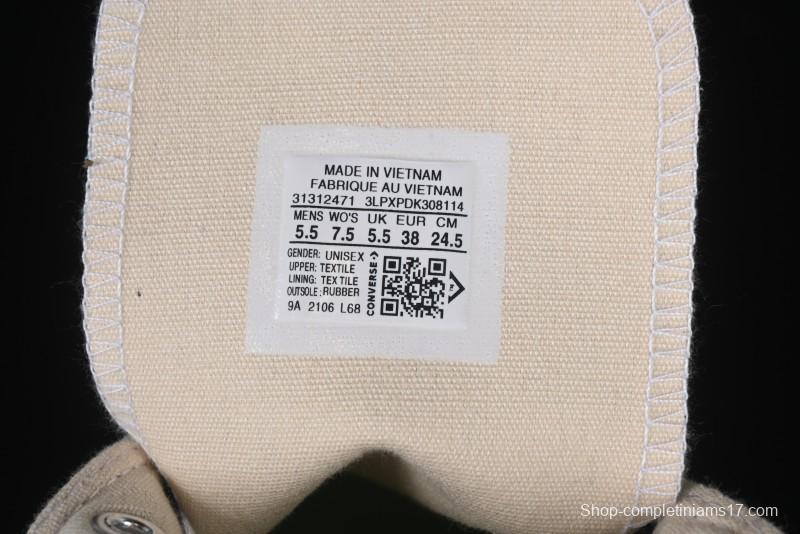 MADE IN VIETNAM
FABRIQUE AU VIETNAM
31312471 3LPXPDK308114
MENS WO'S UK EUR CM
5.5 7.5 5.5 38 24.5
GENDER: UNISEX
UPPER: TEXTILE
LINING: TEXTILE
OUTSOLE: RUBBER
9A 2106 L68
CONVERSE
Shop-completiniams17.com